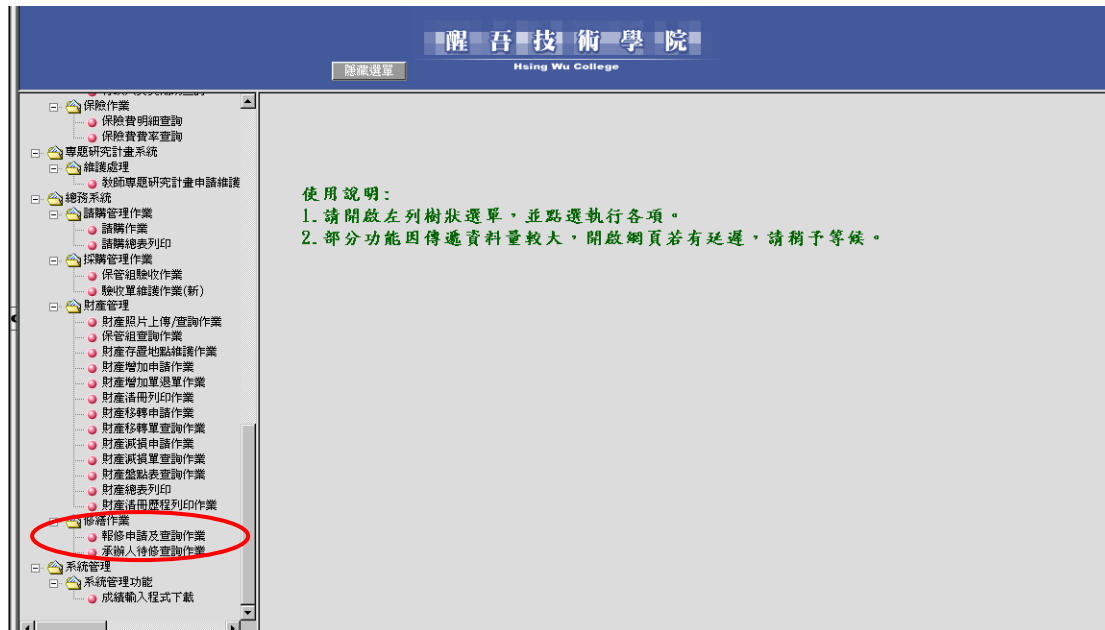 醒吾技術學院
Hsing Wu College
隱藏選單
保險作業
保險費明細查詢
保險費費率查詢
專題研究計畫系統
維護處理
教師專題研究計畫申請維護
總務系統
請購管理作業
請購作業
請購總表列印
採購管理作業
保管組驗收作業
驗收單維護作業(新)
財產管理
財產照片上傳/查詢作業
保管組查詢作業
財產存置地點維護作業
財產增加申請作業
財產增加單退單作業
財產清冊列印作業
財產移轉申請作業
財產移轉單查詢作業
財產減損申請作業
財產減損單查詢作業
財產盤點表查詢作業
財產總表列印
財產清冊歷程列印作業
修繕作業
報修申請及查詢作業
承辦人待修查詢作業
系統管理
系統管理功能
成績輸入程式下載
使用說明:
1.請開啟左列樹狀選單，並點選執行各項。
2.部分功能因傳遞資料量較大，開啟網頁若有延遲，請稍予等候。